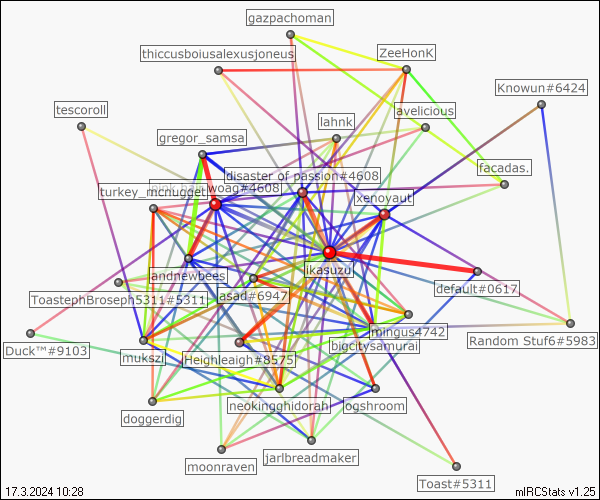 gazpachoman
thiccusboiusalexusjoneus
ZeeHonK
Knowun#6424
tescoroll
avelicious
lahnk
gregor_samsa
facadas.
disaster of passion#4608
woag#4608
turkey_mcnugget
xenoyaut
likasuzu
andnewbees
default#0617
asad#6947
ToastephBroseph5311#5311
mingus4742
Random Stuf6#5983
bigcitysamurai
Duck™#9103
mukszi
Heighleigh#8575
neokingghidorah
ogshroom
doggerdig
jarlbreadmaker
moonraven
Toast#5311
17.3.2024 10:28
mIRCStats v1.25